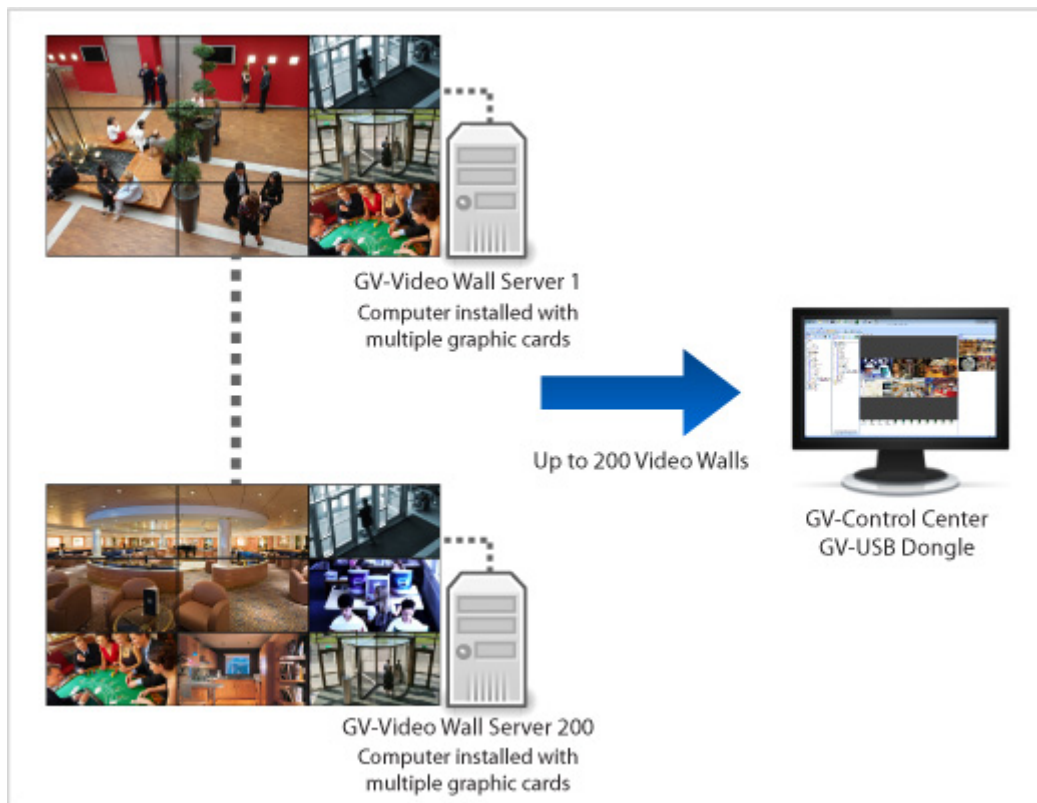 GV-Video Wall Server 1
Computer installed with
multiple graphic cards
Up to 200 Video Walls
GV-Control Center
GV-USB Dongle
GV-Video Wall Server 200
Computer installed with
multiple graphic cards